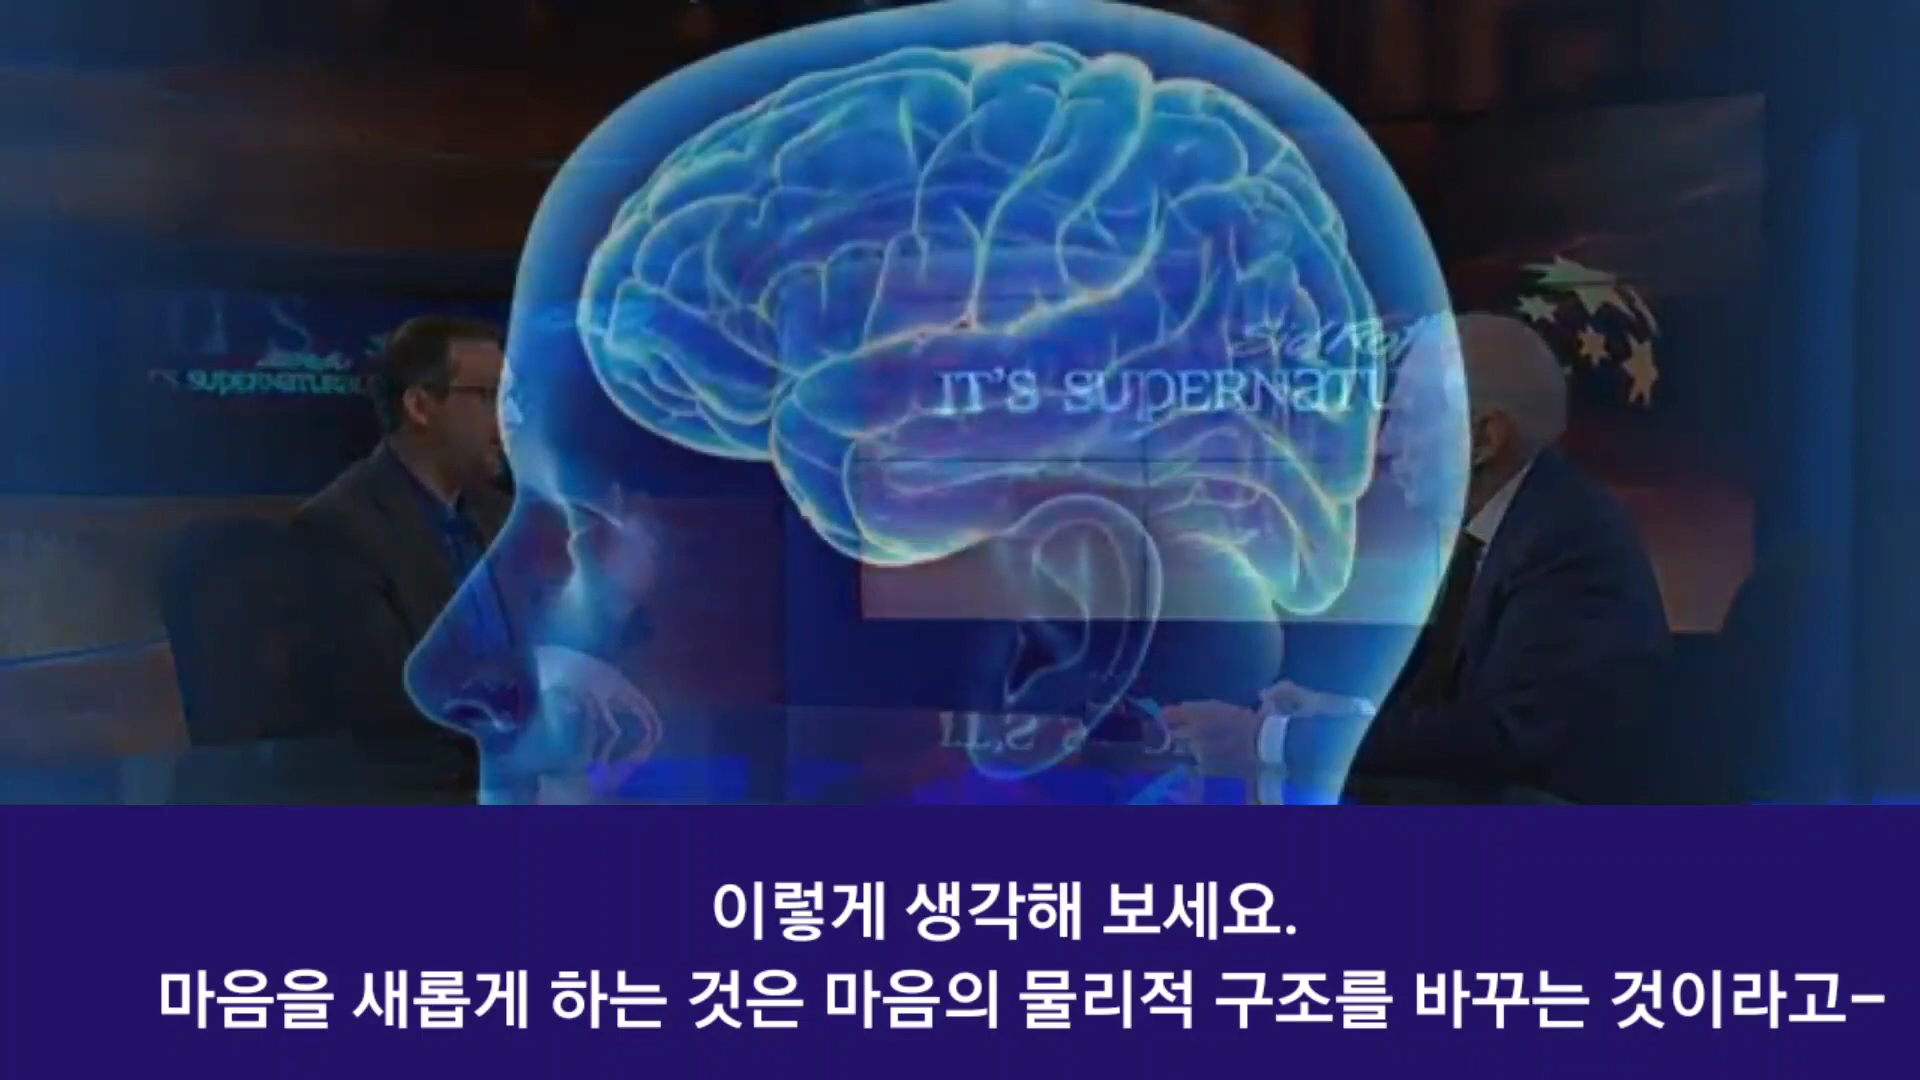 IT'S SUPERNATU
SUPERNATURAL
이렇게 생각해 보세요.
마음을 새롭게 하는 것은 마음의 물리적 구조를 바꾸는 것이라고-